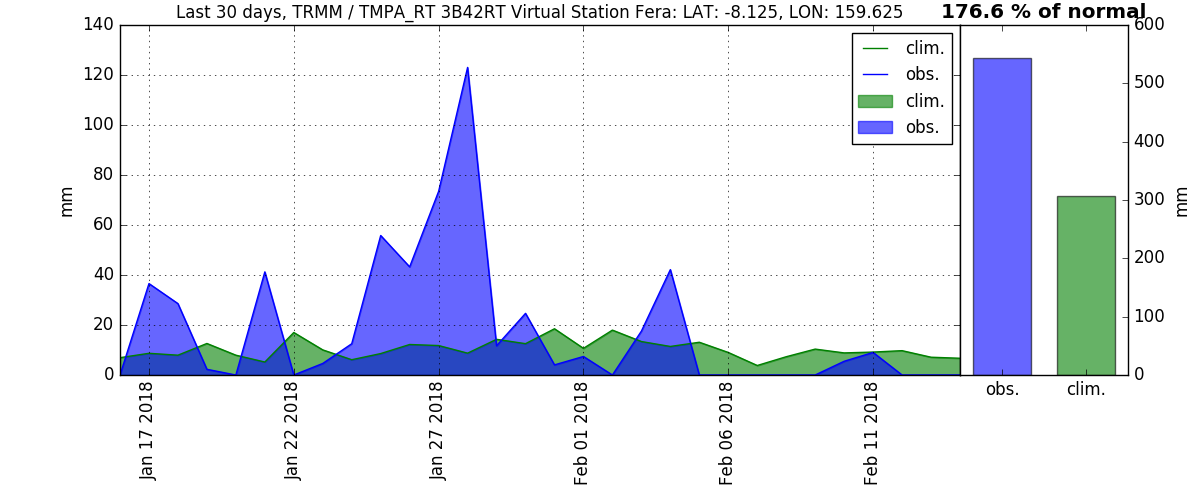 Last 30 days, TRMM / TMPA_RT 3B42RT Virtual Station Fera: LAT: -8.125, LON: 159.625
176.6 % of normal
140
120
100
80
60
40
20
0
mm
clim.
obs.
clim.
obs.
600
500
400
300
200
100
0
mm
Jan 17 2018
Jan 22 2018
Jan 27 2018
Feb 01 2018
Feb 06 2018
Feb 11 2018
obs.
clim.